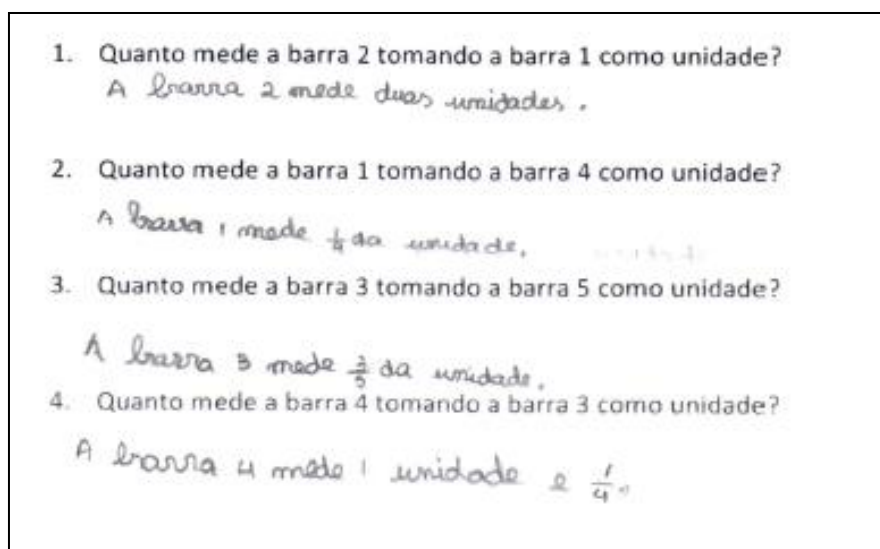 1. Quanto mede a barra 2 tomando a barra 1 como unidade?
A barra 2 mede duas unidades.
2. Quanto mede a barra 1 tomando a barra 4 como unidade?
A barra 1 mede 1/4 da unidade.
3. Quanto mede a barra 3 tomando a barra 5 como unidade?
A barra 3 mede 3/5 da unidade.
4. Quanto mede a barra 4 tomando a barra 3 como unidade?
A barra 4 mede 1 unidade e 1/4.